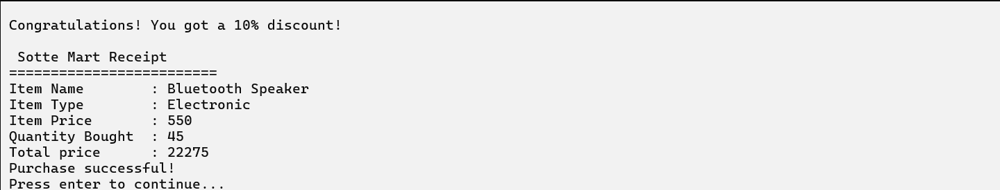 Congratulations! You got a 10% discount!
Sotte Mart Receipt
=========================
Item Name        : Bluetooth Speaker
Item Type        : Electronic
Item Price       : 550
Quantity Bought  : 45
Total price      : 22275
Purchase successful!
Press enter to continue...